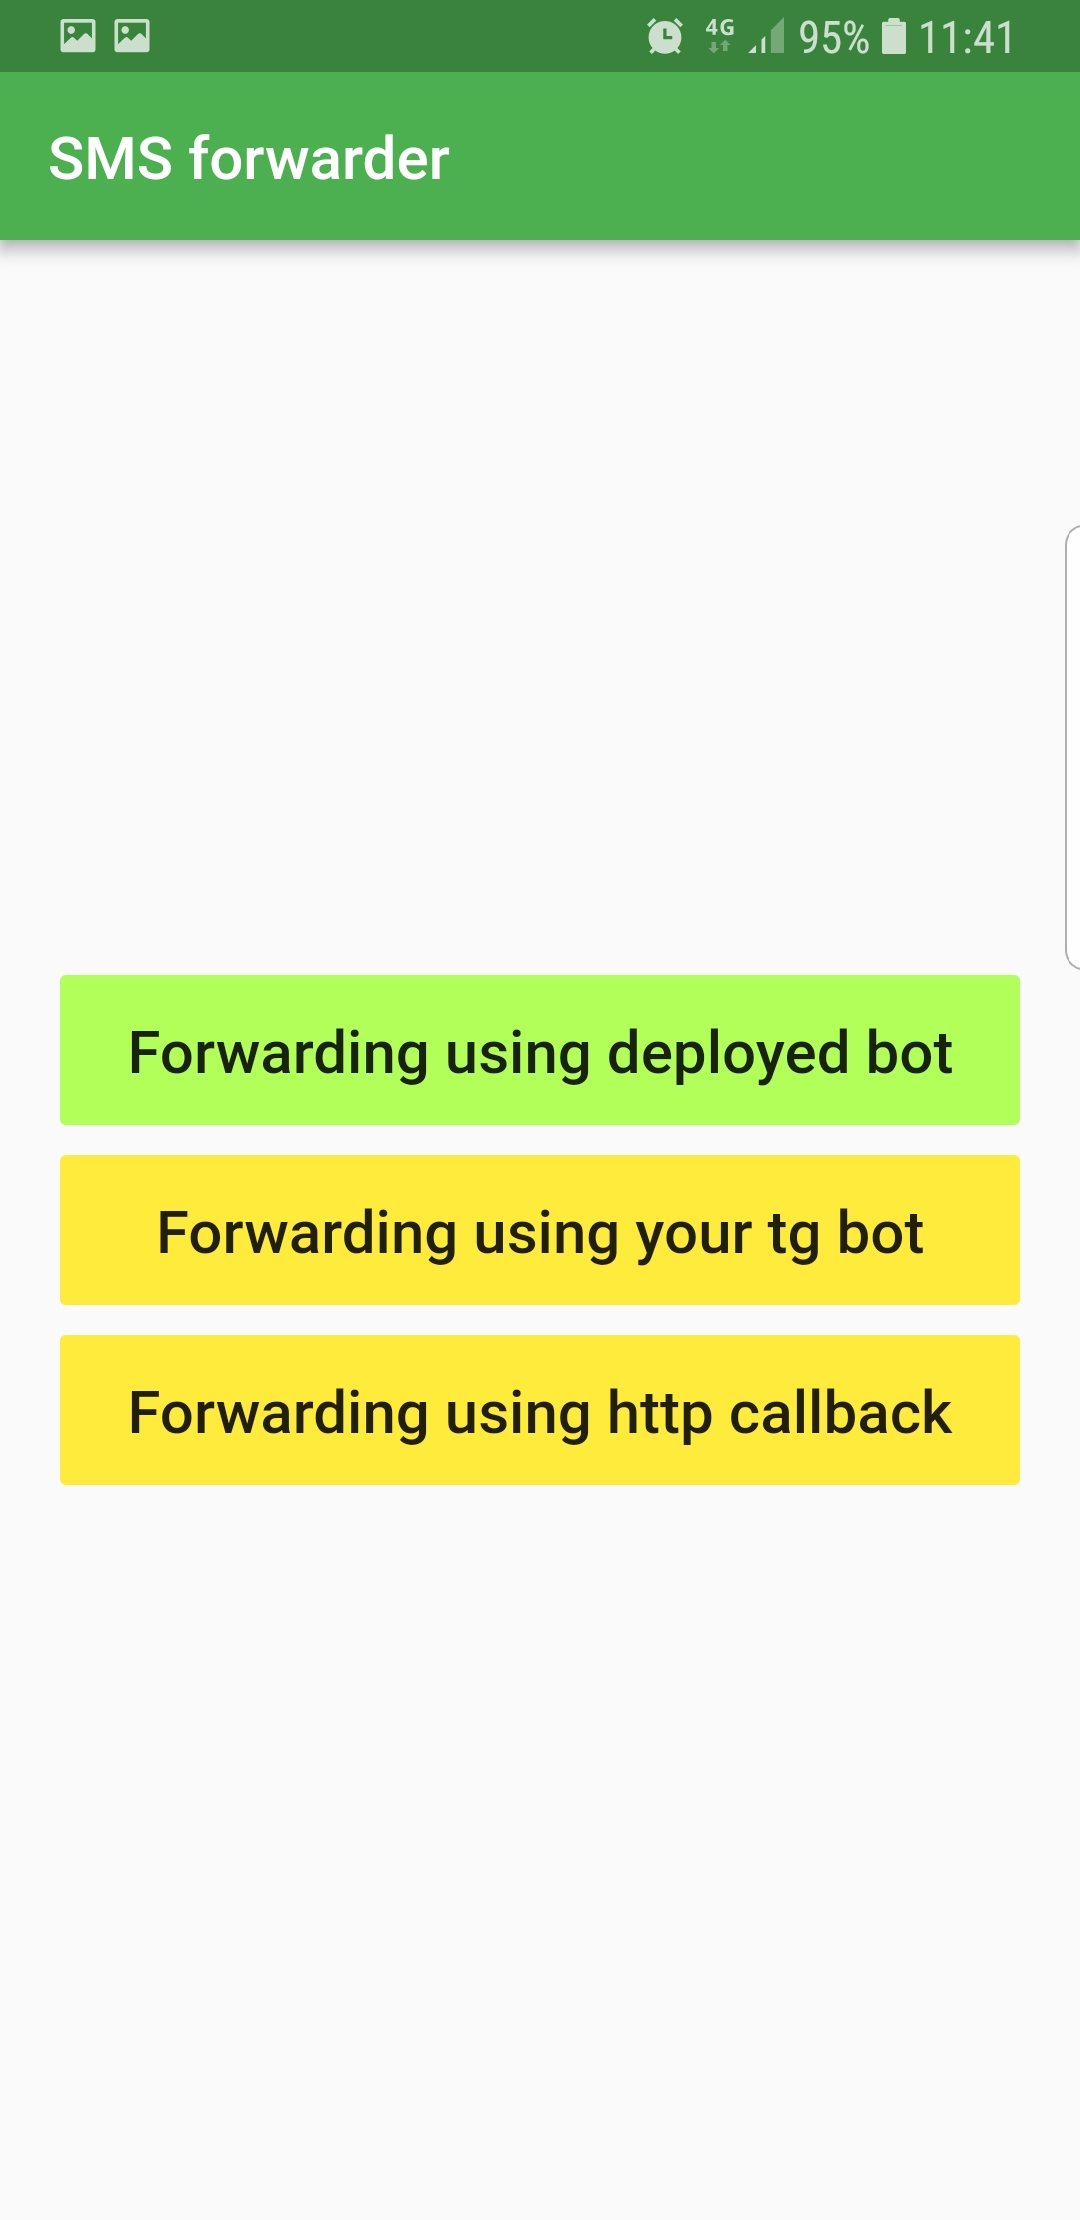 4G 95% 11:41
SMS forwarder
Forwarding using deployed bot
Forwarding using your tg bot
Forwarding using http callback